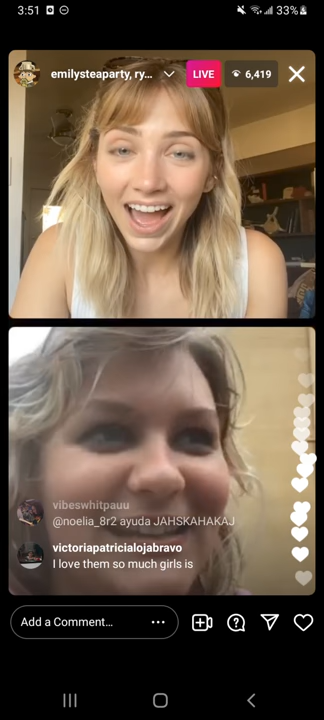 3:51
33%
emilysteaparty, ry...
LIVE
6,419
vibeswhitpauu
@noelia_8r2 ayuda JAHSKAHAKAJ
victoriapatricialojabravo
I love them so much girls is
Add a Comment...